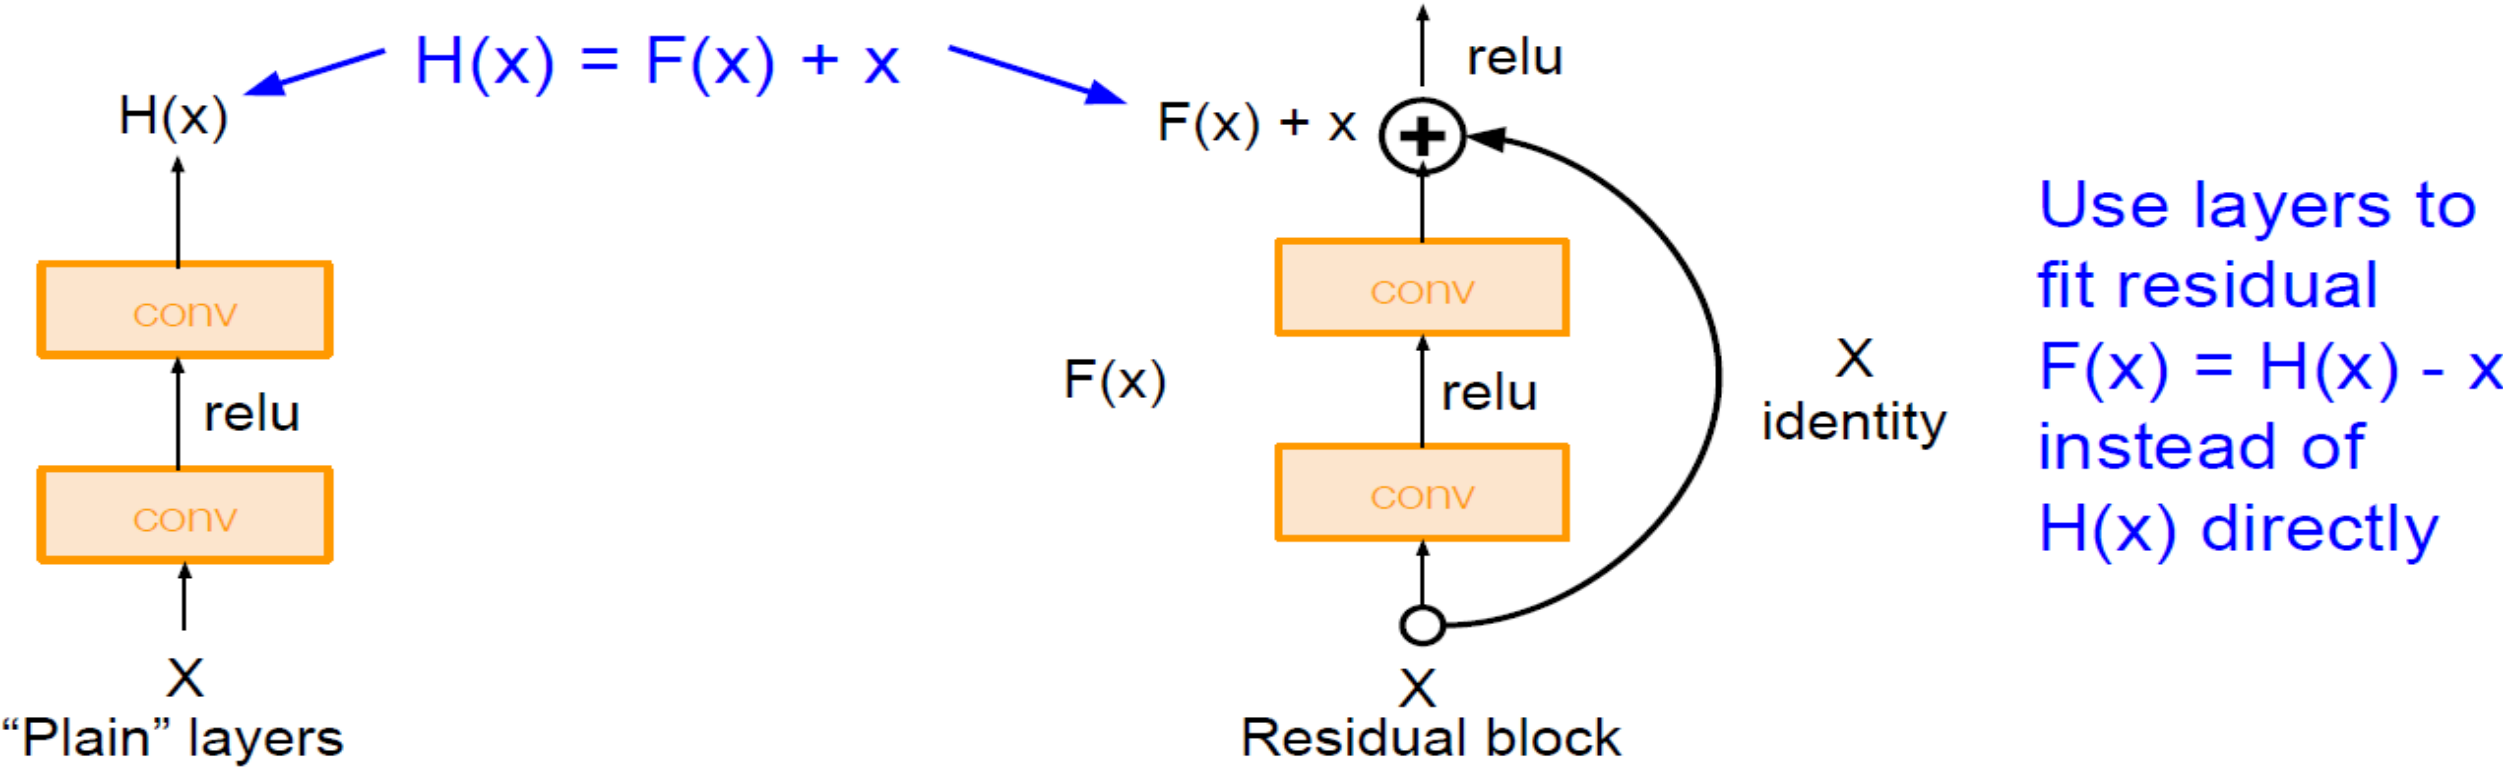 H(x) = F(x) + x
H(x)
conv
relu
conv
X
“Plain” layers
relu
F(x) + x
conv
F(x)
relu
conv
X
identity
X
Residual block
Use layers to
fit residual
F(x) = H(x) - x
instead of
H(x) directly